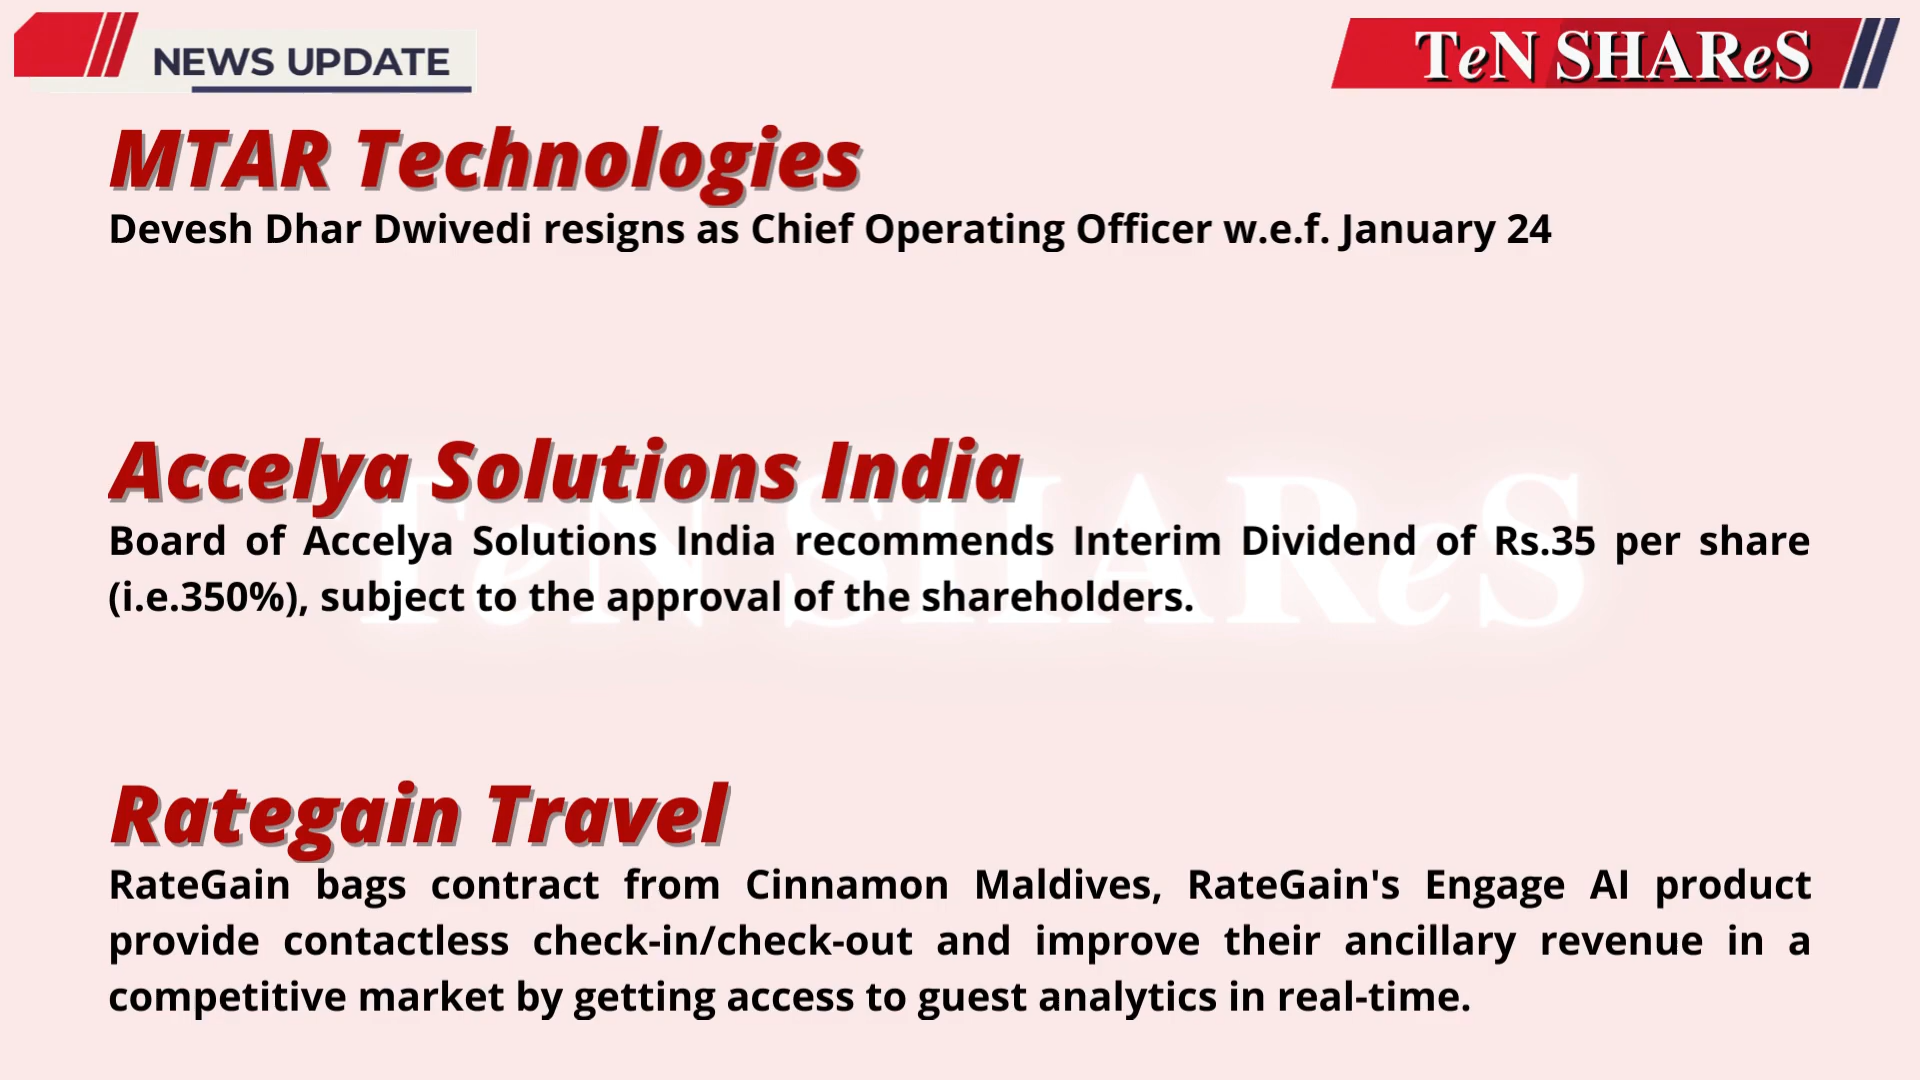 NEWS UPDATE
TeN SHAReS
MTAR Technologies
Devesh Dhar Dwivedi resigns as Chief Operating Officer w.e.f. January 24
Accelya Solutions India
TeN SHAReS
Board of Accelya Solutions India recommends Interim Dividend of Rs.35 per share
(i.e.350%), subject to the approval of the shareholders.
Rategain Travel
RateGain bags contract from Cinnamon Maldives, RateGain's Engage AI product
provide contactless check-in/check-out and improve their ancillary revenue in a
competitive market by getting access to guest analytics in real-time.